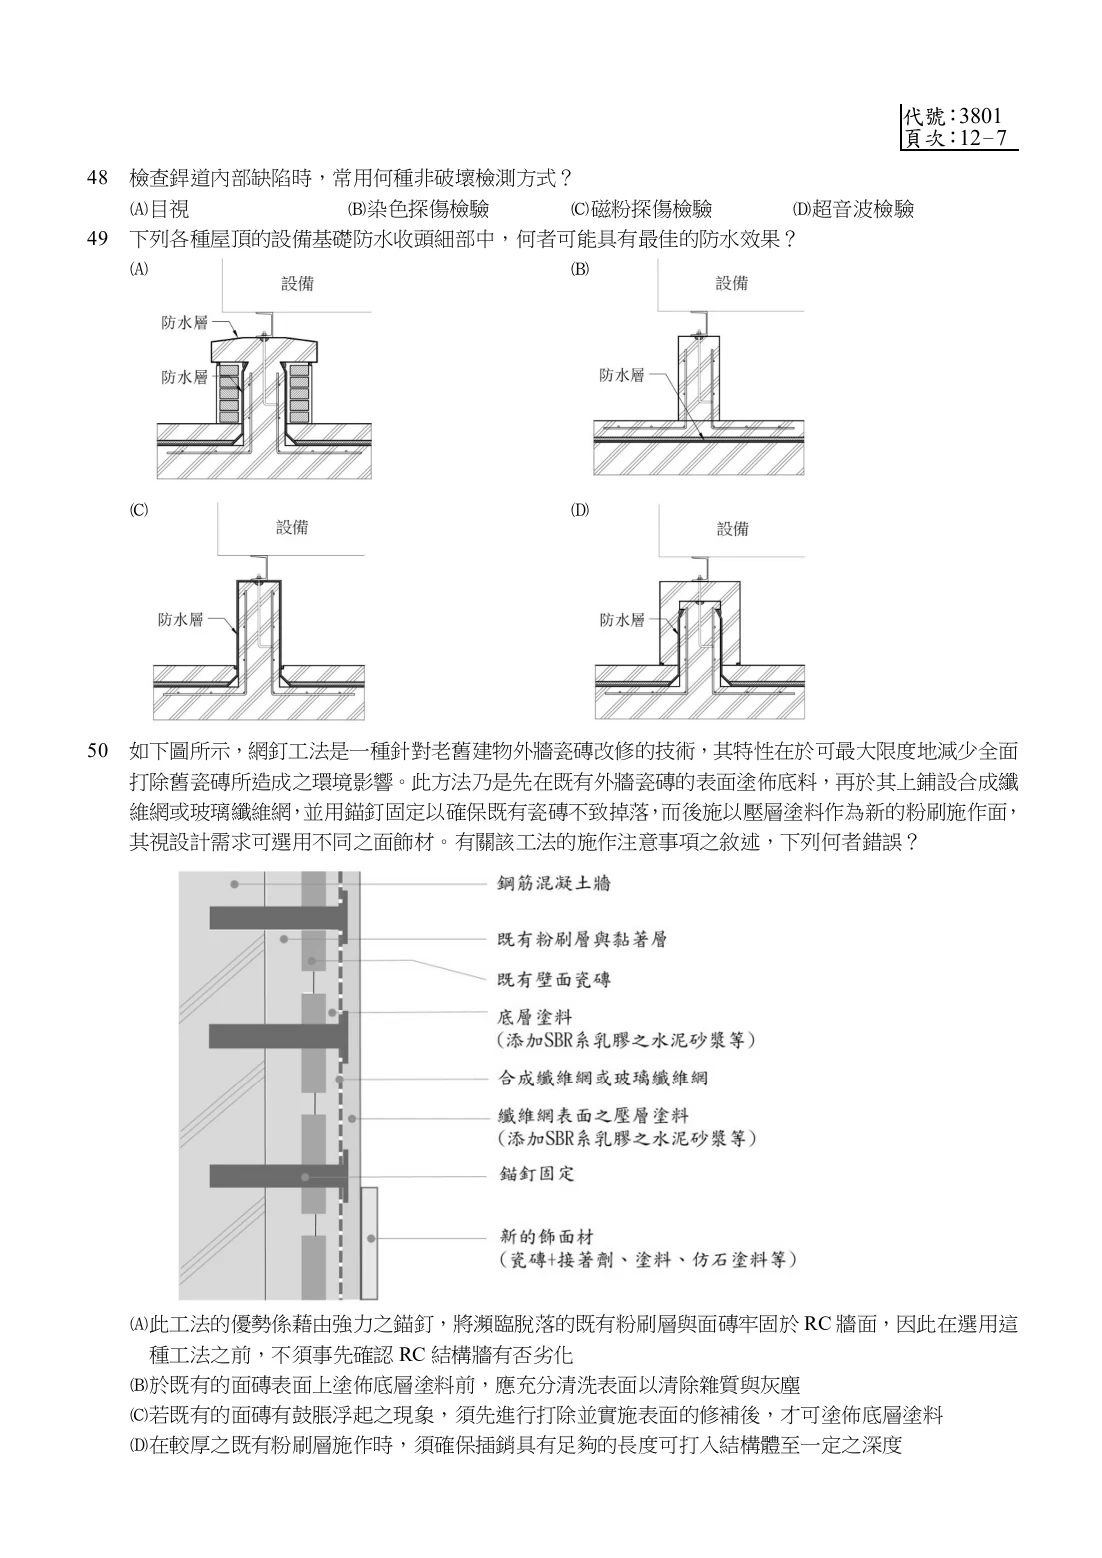 代號：3801
頁次：12－7
48 檢查銲道內部缺陷時，常用何種非破壞檢測方式？
(A)目視 (B)染色探傷檢驗 (C)磁粉探傷檢驗 (D)超音波檢驗
49 下列各種屋頂的設備基礎防水收頭細部中，何者可能具有最佳的防水效果？
(A) (B)
設備 設備
防水層
防水層 防水層
(C) (D)
設備 設備
防水層 防水層
50 如下圖所示，網釘工法是一種針對老舊建物外牆瓷磚改修的技術，其特性在於可最大限度地減少全面
打除舊瓷磚所造成之環境影響。此方法乃是先在既有外牆瓷磚的表面塗佈底料，再於其上鋪設合成纖
維網或玻璃纖維網，並用錨釘固定以確保既有瓷磚不致掉落，而後施以壓層塗料作為新的粉刷施作面，
其視設計需求可選用不同之面飾材。有關該工法的施作注意事項之敘述，下列何者錯誤？
鋼筋混凝土牆
既有粉刷層與黏著層
既有壁面瓷磚
底層塗料
(添加SBR系乳膠之水泥砂漿等)
合成纖維網或玻璃纖維網
纖維網表面之壓層塗料
(添加SBR系乳膠之水泥砂漿等)
錨釘固定
新的飾面材
(瓷磚+接著劑、塗料、仿石塗料等)
(A)此工法的優勢係藉由強力之錨釘，將瀕臨脫落的既有粉刷層與面磚牢固於 RC 牆面，因此在選用這
種工法之前，不須事先確認 RC 結構牆有否劣化
(B)於既有的面磚表面上塗佈底層塗料前，應充分清洗表面以清除雜質與灰塵
(C)若既有的面磚有鼓脹浮起之現象，須先進行打除並實施表面的修補後，才可塗佈底層塗料
(D)在較厚之既有粉刷層施作時，須確保插銷具有足夠的長度可打入結構體至一定之深度